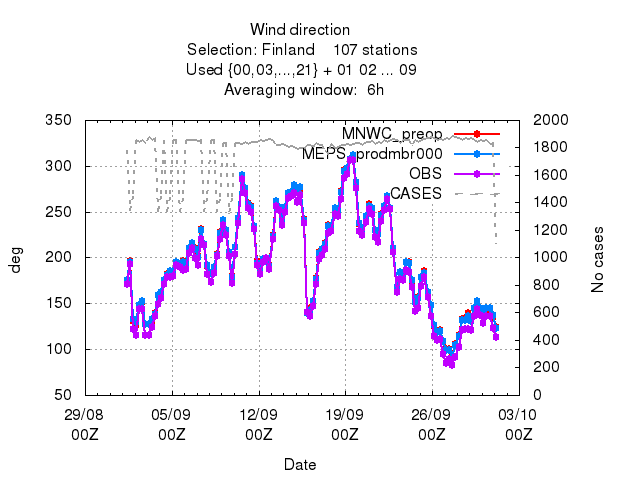 Wind direction
Selection: Finland 107 stations
Used {00,03,...,21} + 01 02 ... 09
Averaging window: 6h
350 2000
MNWC_preop 1800
300 MEPS_prodmbr000 1600
OBS
250 CASES 1400
1200
200 1000
deg No cases
800
150 600
400
100 200
50 0
29/08 05/09 12/09 19/09 26/09 03/10
00Z 00Z 00Z 00Z 00Z 00Z
Date